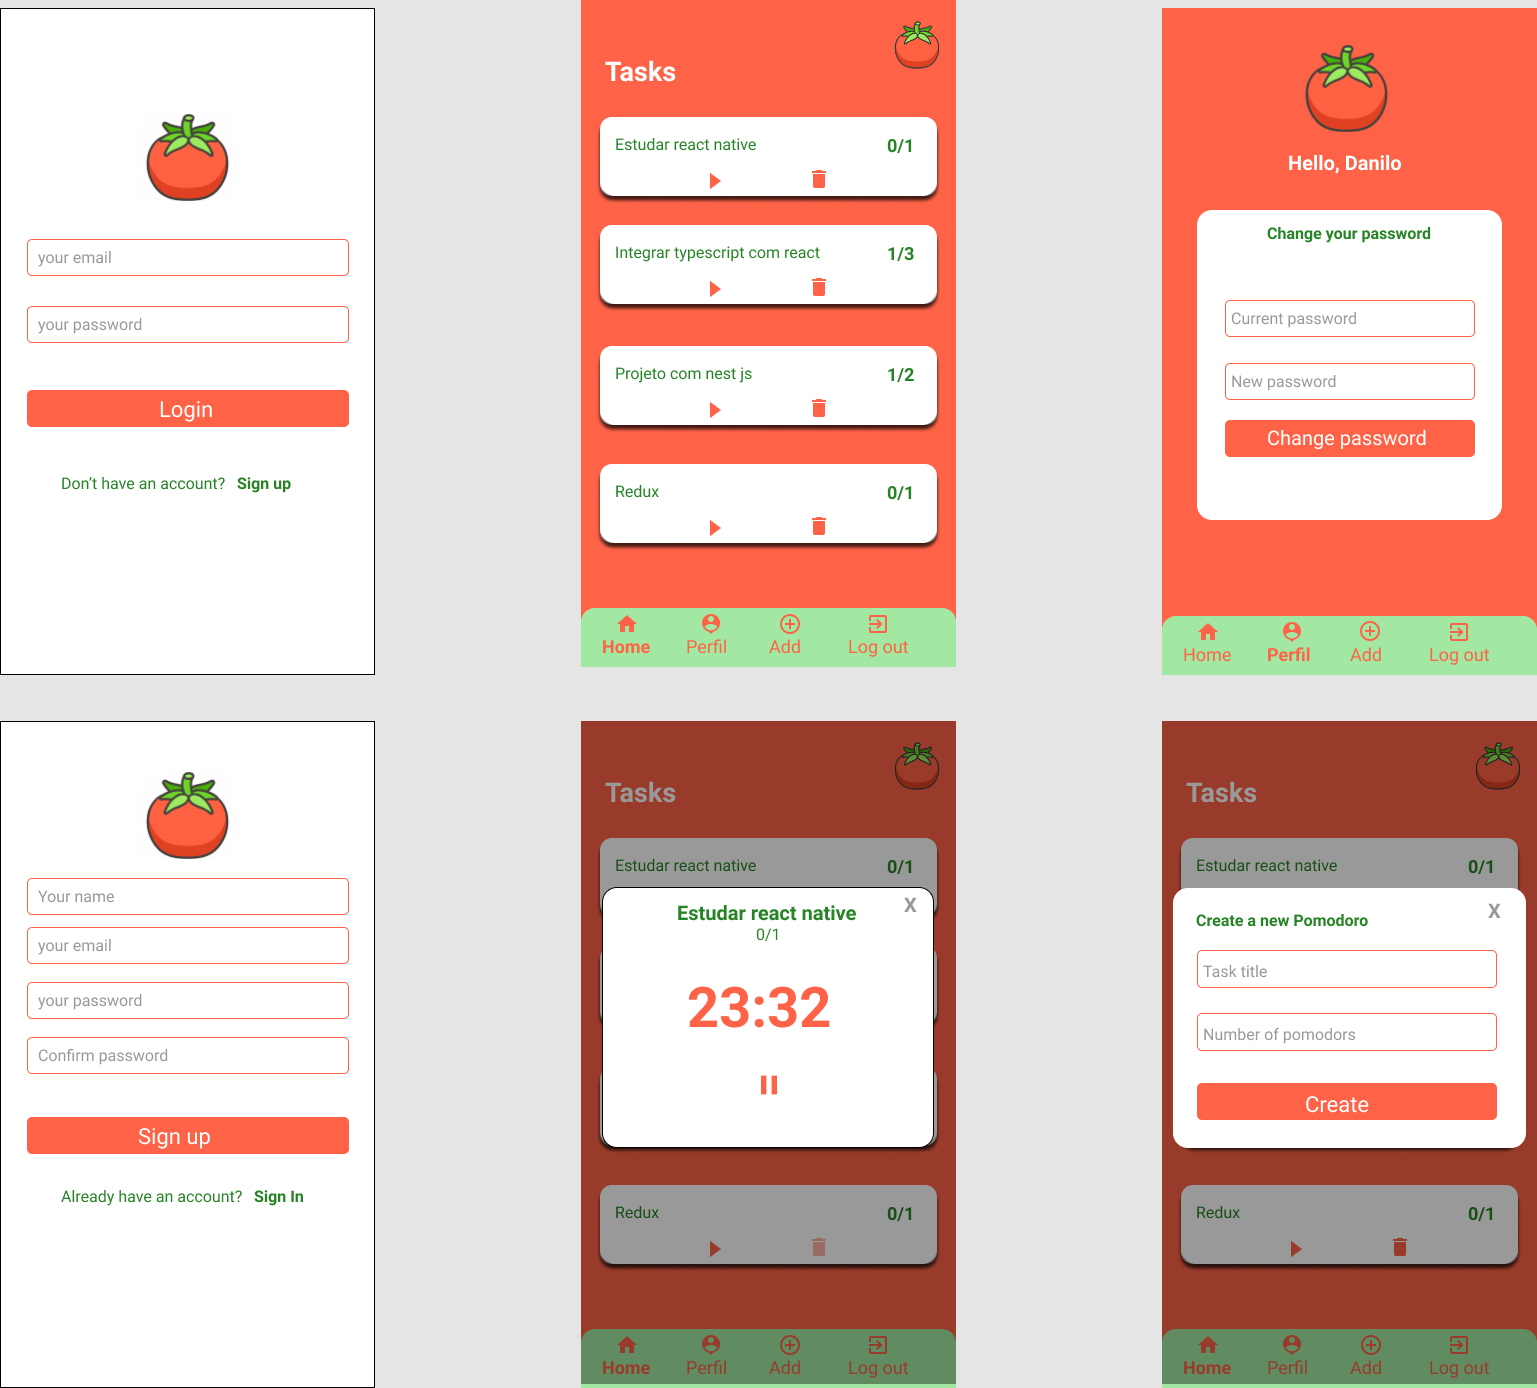 your email
your password
Login
Don’t have an account? Sign up
Tasks
Estudar react native 0/1
Integrar typescript com react 1/3
Projeto com nest js 1/2
Redux 0/1
Home Perfil Add Log out
Hello, Danilo
Change your password
Current password
New password
Change password
Home Perfil Add Log out
Your name
your email
your password
Confirm password
Sign up
Already have an account? Sign In
Tasks
Estudar react native 0/1
X
Estudar react native
0/1
23:32
Redux 0/1
Home Perfil Add Log out
Tasks
Estudar react native 0/1
X
Create a new Pomodoro
Task title
Number of pomodors
Create
Redux 0/1
Home Perfil Add Log out